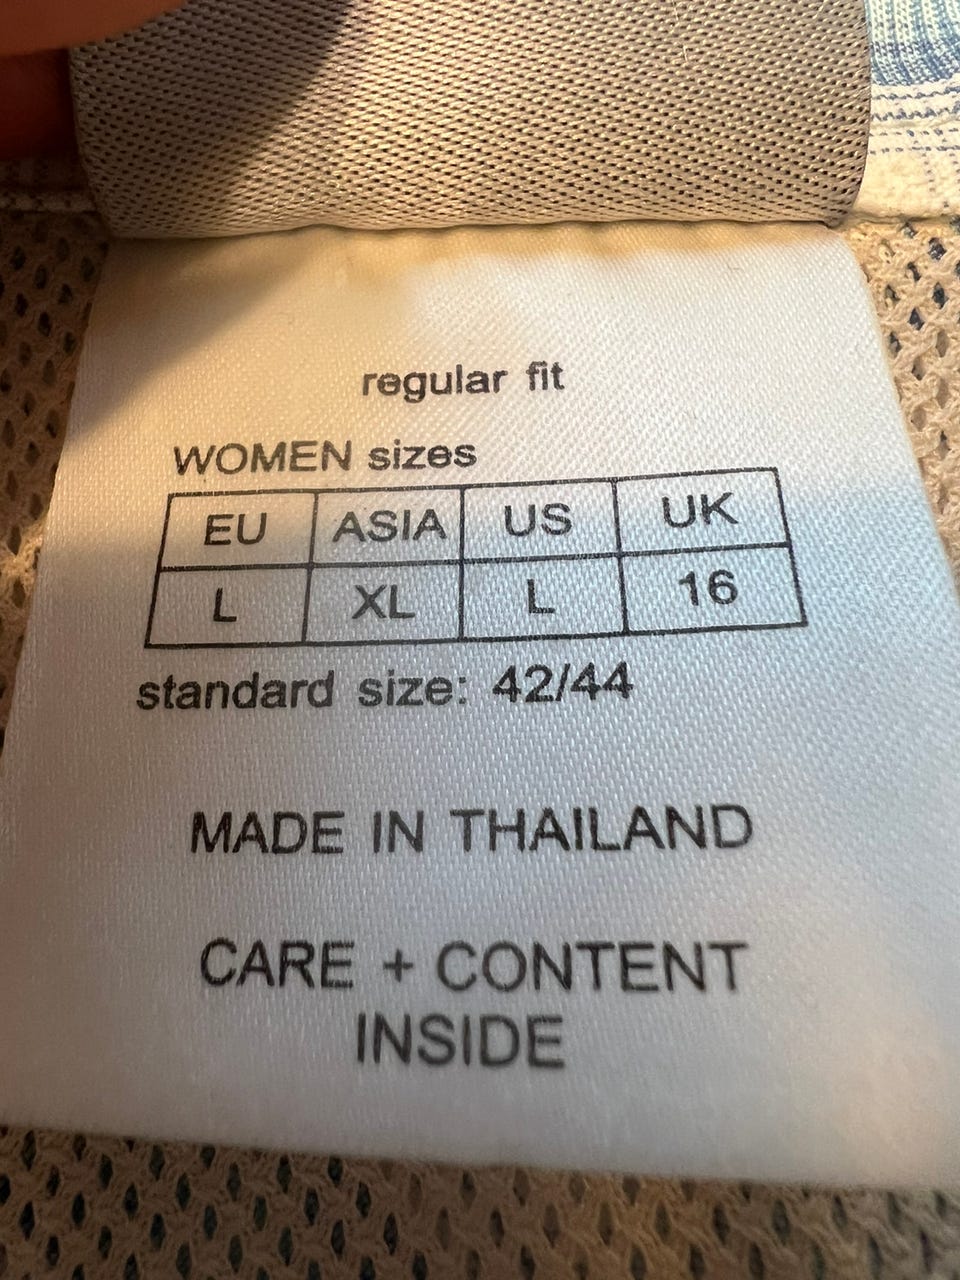 regular fit
WOMEN sizes
EU ASIA US UK
L XL L 16
standard size: 42/44
MADE IN THAILAND
CARE + CONTENT
INSIDE